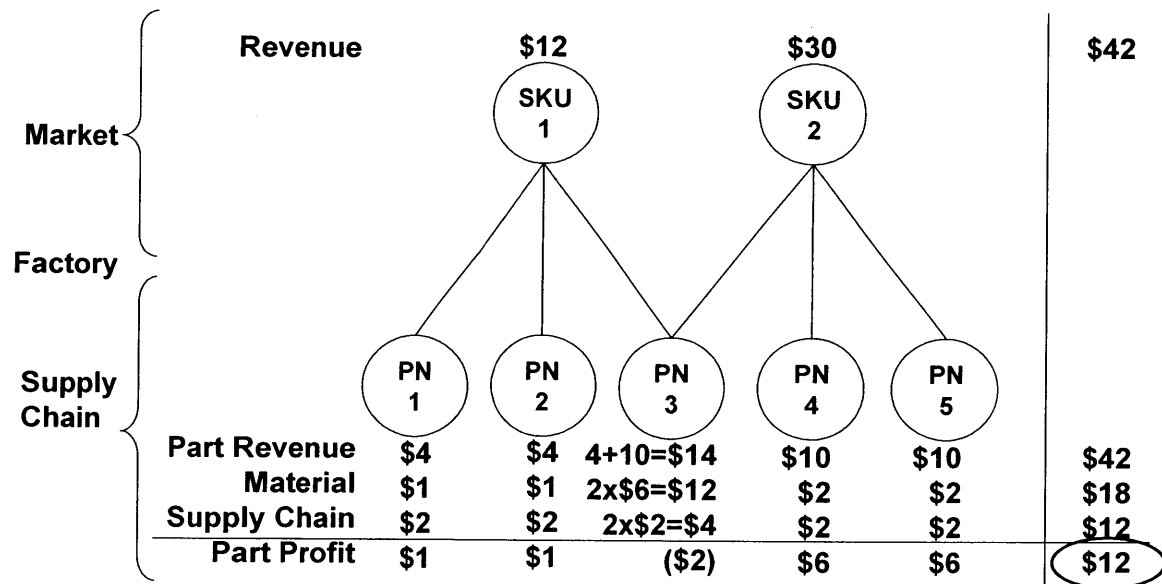 Revenue $12 $30 $42
SKU
1
SKU
2
Market
Factory
Supply
Chain
PN
1
PN
2
PN
3
PN
4
PN
5
Part Revenue $4 $4 4+10=$14 $10 $10 $42
Material $1 $1 2x$6=$12 $2 $2 $18
Supply Chain $2 $2 2x$2=$4 $2 $2 $12
Part Profit $1 $1 ($2) $6 $6 $12